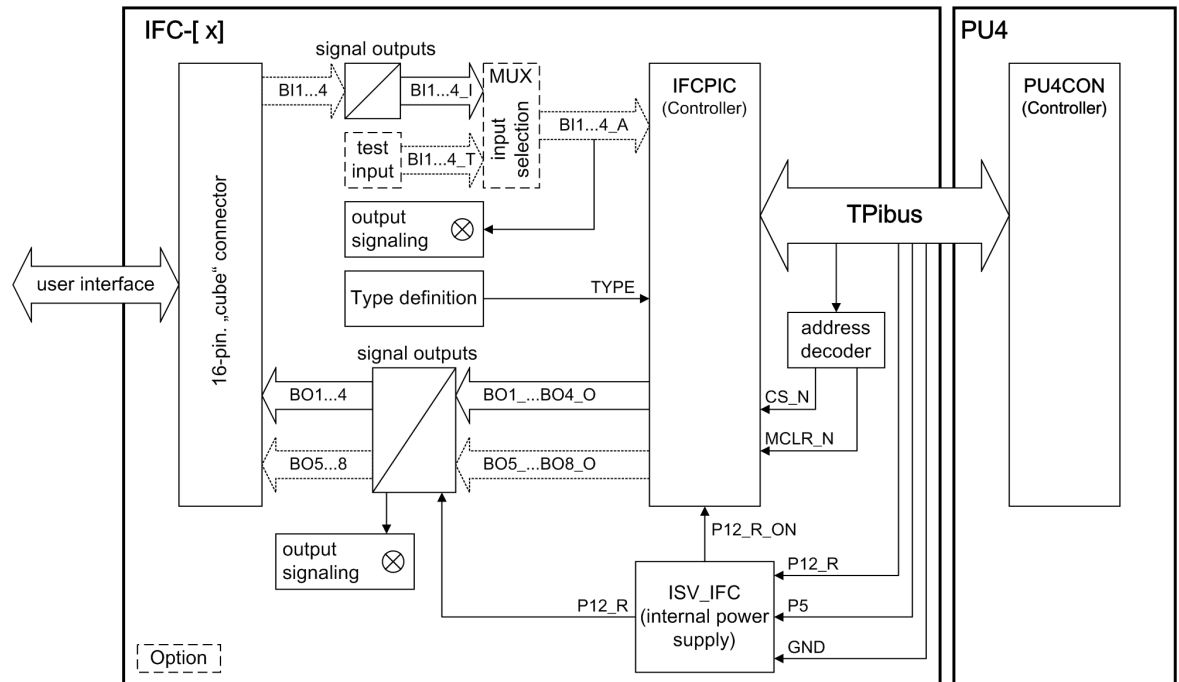 IFC-[ x]
PU4
signal outputs
BI1...4
BI1...4_I
MUX
input
selection
BI1...4_A
test
input
BI1...4_T
IFCPIC
(Controller)
PU4CON
(Controller)
TPibus
output
signaling
16-pin. „cube“ connector
user interface
Type definition
TYPE
address
decoder
signal outputs
BO1...4
BO1_...BO4_O
CS_N
MCLR_N
BO5...8
BO5_...BO8_O
P12_R_ON
output
signaling
ISV_IFC
(internal power
supply)
P12_R
P12_R
P5
GND
Option